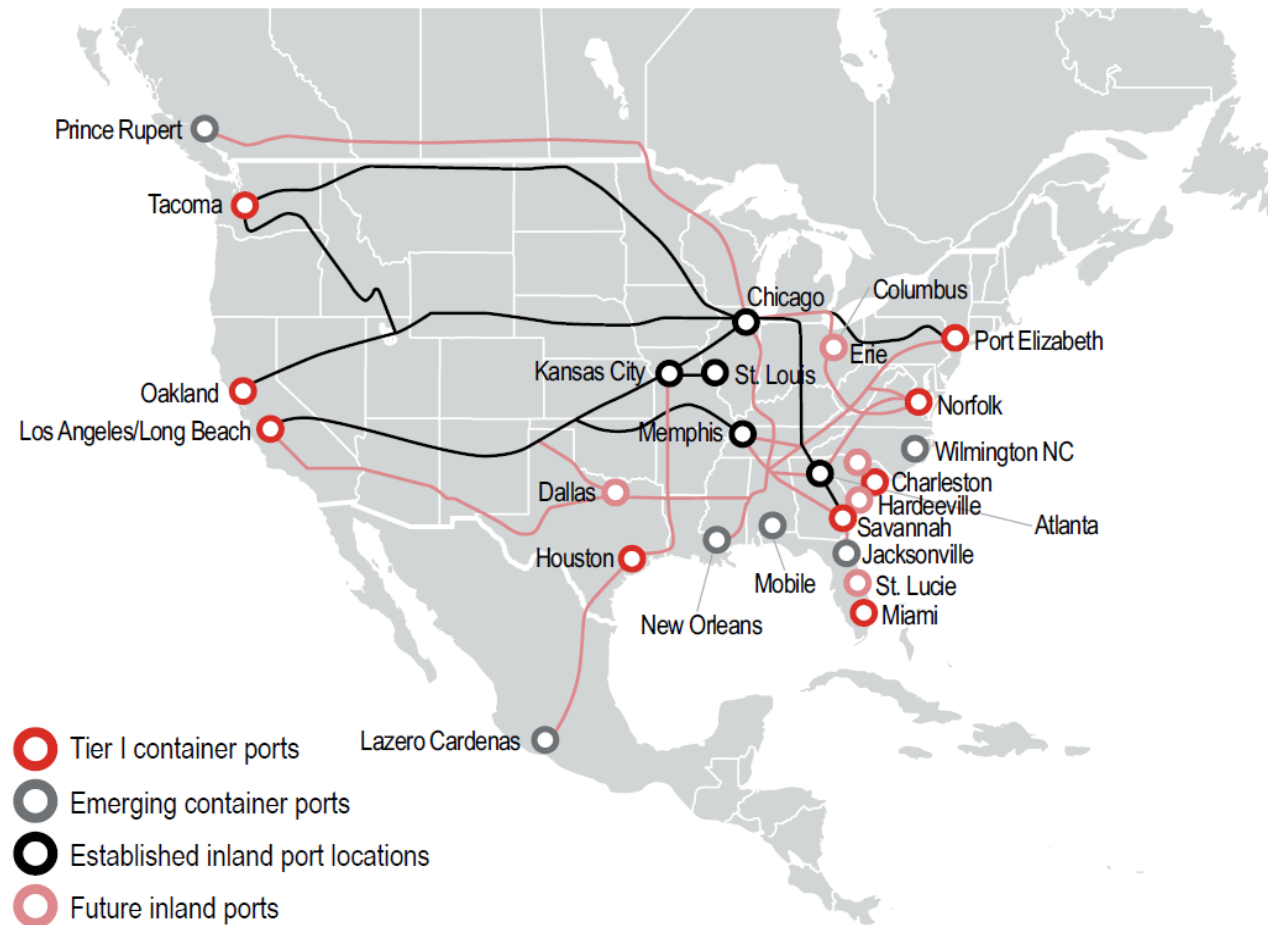 Prince Rupert
Tacoma
Chicago
Columbus
Erie
Port Elizabeth
Kansas City
St. Louis
Oakland
Norfolk
Los Angeles/Long Beach
Memphis
Wilmington NC
Charleston
Dallas
Hardeeville
Savannah
Atlanta
Houston
Jacksonville
Mobile
St. Lucie
New Orleans
Miami
Lazero Cardenas
Tier I container ports
Emerging container ports
Established inland port locations
Future inland ports